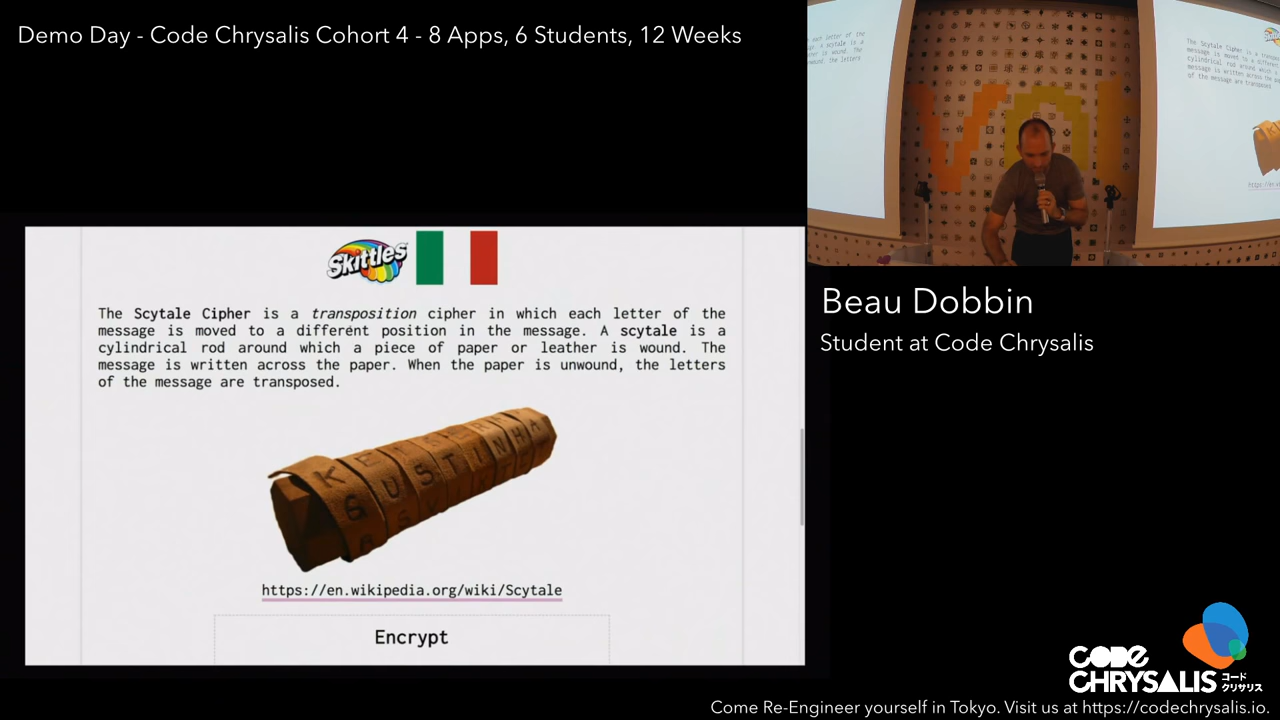 Demo Day - Code Chrysalis Cohort 4 - 8 Apps, 6 Students, 12 Weeks
Skittles
The Scytale Cipher is a transposition cipher in which each letter of the
message is moved to a different position in the message. A scytale is a
cylindrical rod around which a piece of paper or leather is wound. The
message is written across the paper. When the paper is unwound, the letters
of the message are transposed.
https://en.wikipedia.org/wiki/Scytale
Encrypt
Beau Dobbin
Student at Code Chrysalis
CODE
CHRYSALIS
コード
クリサリス
Come Re-Engineer yourself in Tokyo. Visit us at https://codechrysalis.io.